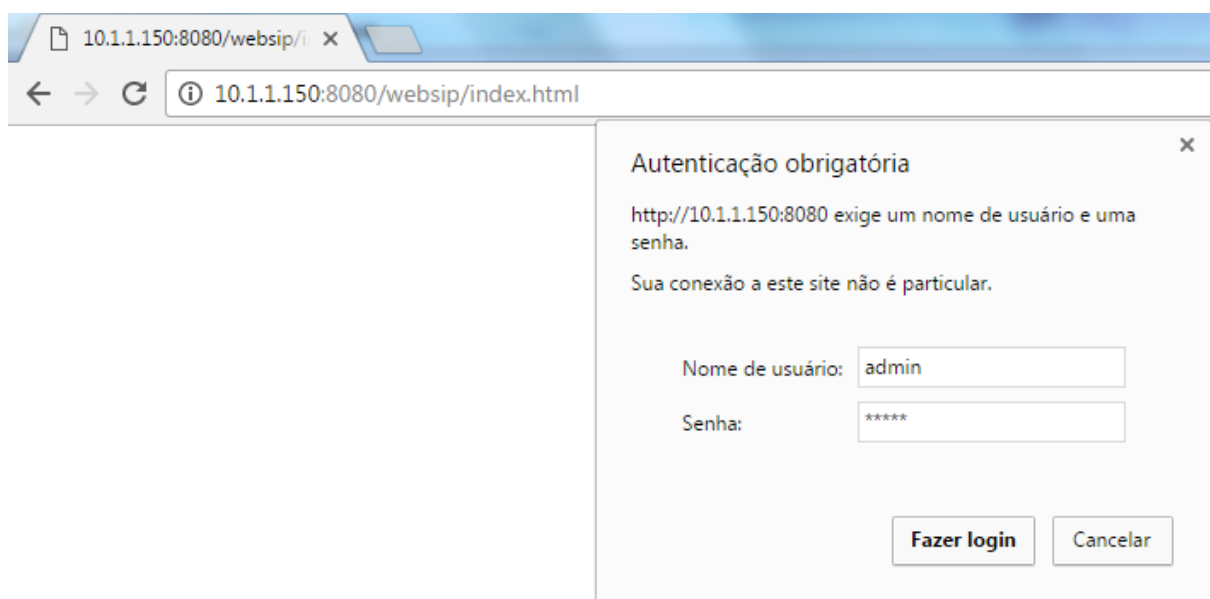 10.1.1.150:8080/websip/i
10.1.1.150:8080/websip/index.html
Autenticação obrigatória
http://10.1.1.150:8080 exige um nome de usuário e uma
senha.
Sua conexão a este site não é particular.
Nome de usuário: admin
Senha: *****
Fazer login Cancelar